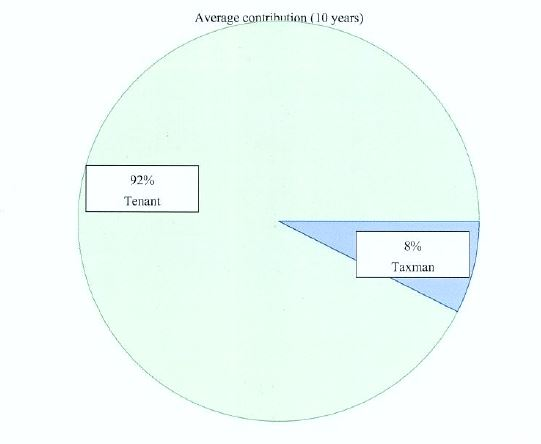 Average contribution (10 years)
92%
Tenant
8%
Taxman